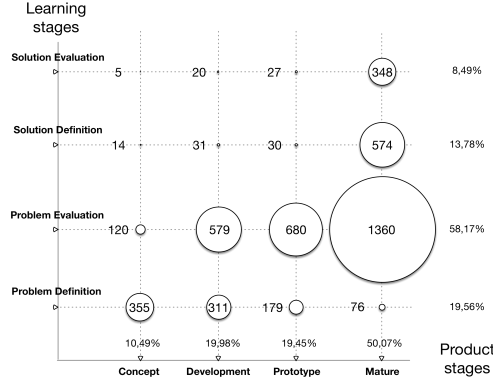 Learning
stages
Solution Evaluation
5 20 27 348 8,49%
Solution Definition
14 31 30 574 13,78%
Problem Evaluation
120 579 680 1360 58,17%
Problem Definition
355 311 179 76 19,56%
10,49% 19,98% 19,45% 50,07%
Concept Development Prototype Mature
Product
stages